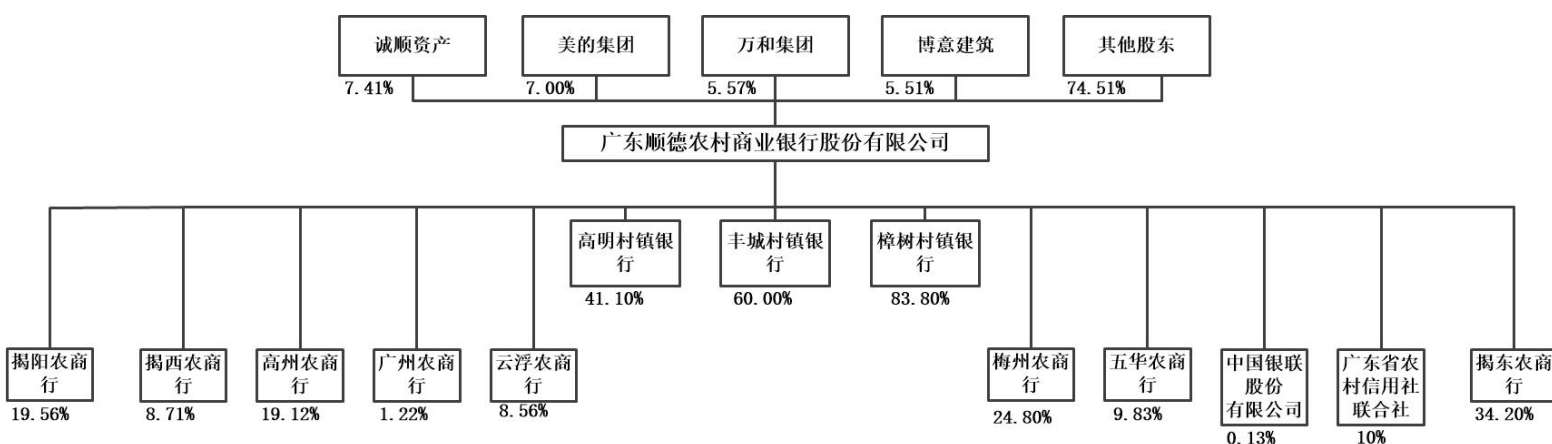 诚顺资产
美的集团
万和集团
博意建筑
其他股东
7.41%
7.00%
5.57%
5.51%
74.51%
广东顺德农村商业银行股份有限公司
高明村镇银
行
41.10%
丰城村镇银
行
60.00%
樟树村镇银
行
83.80%
揭阳农商
行
19.56%
揭西农商
行
8.71%
高州农商
行
19.12%
广州农商
行
1.22%
云浮农商
行
8.56%
梅州农商
行
24.80%
五华农商
行
9.83%
中国银联
股份
有限公司
0.13%
广东省农
村信用社
联合社
10%
揭东农商
行
34.20%